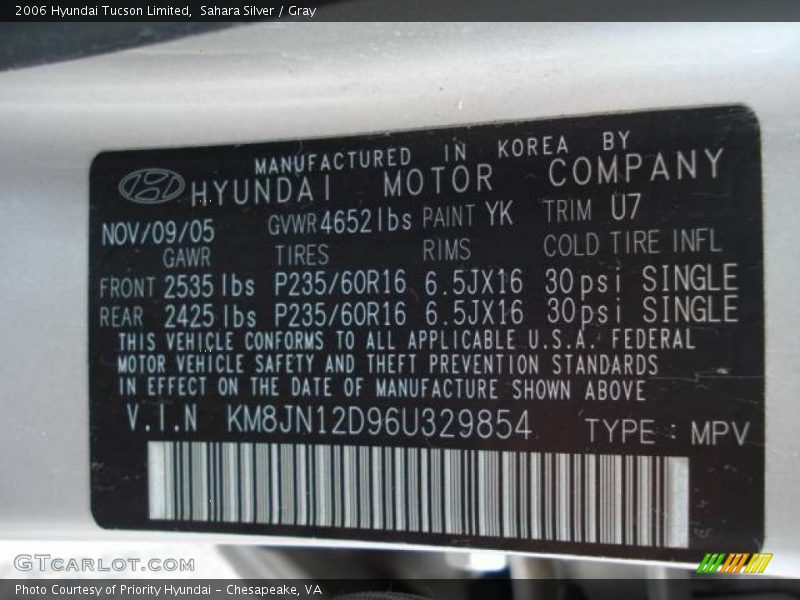 2006 Hyundai Tucson Limited,  Sahara Silver / Gray
MANUFACTURED IN KOREA BY
HYUNDAI MOTOR COMPANY
NOV/09/05 GVWR 4652lbs PAINT YK TRIM U7
GAWR TIRES RIMS COLD TIRE INFL
FRONT 2535 lbs P235/60R16 6.5JX16 30psi SINGLE
REAR 2425 lbs P235/60R16 6.5JX16 30psi SINGLE
THIS VEHICLE CONFORMS TO ALL APPLICABLE U.S.A. FEDERAL
MOTOR VEHICLE SAFETY AND THEFT PREVENTION STANDARDS
IN EFFECT ON THE DATE OF MANUFACTURE SHOWN ABOVE
V.I.N KM8JN12D96U329854 TYPE : MPV
GTCARLOT.COM
Photo Courtesy of Priority Hyundai - Chesapeake, VA